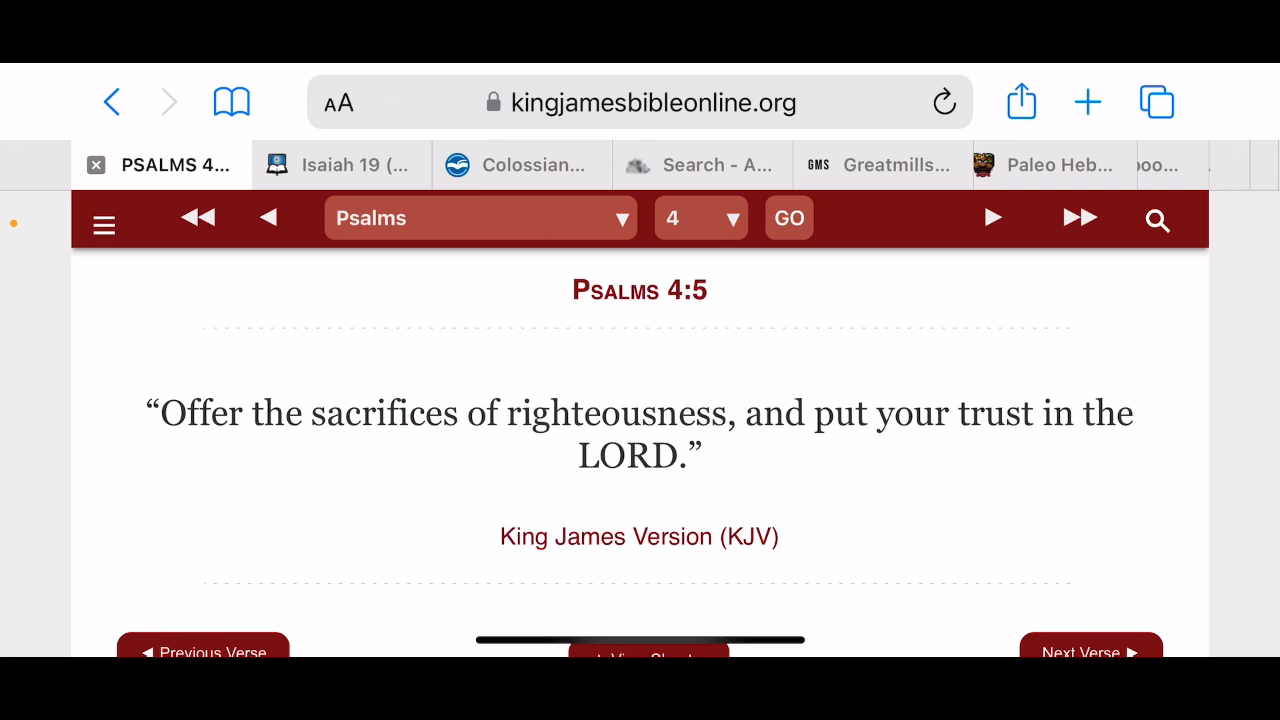 AA kingjamesbibleonline.org
PSALMS 4... Isaiah 19 (... Colossian... Search - A... GMS Greatmills... Paleo Heb... oo...
Psalms 4 GO
PSALMS 4:5
“Offer the sacrifices of righteousness, and put your trust in the
LORD.”
King James Version (KJV)
Previous Verse Next Verse